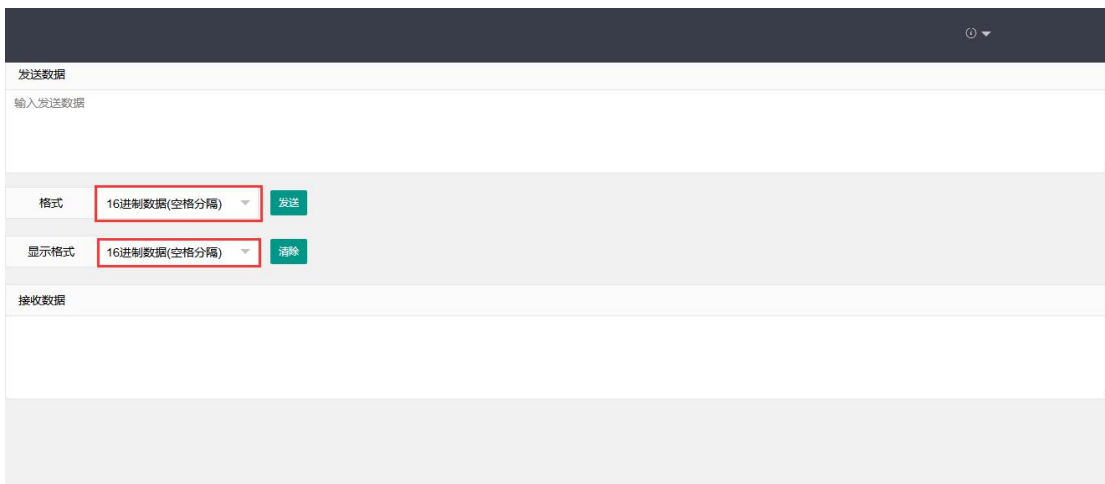 发送数据
输入发送数据
格式 16进制数据(空格分隔) 发送
显示格式 16进制数据(空格分隔) 清除
接收数据